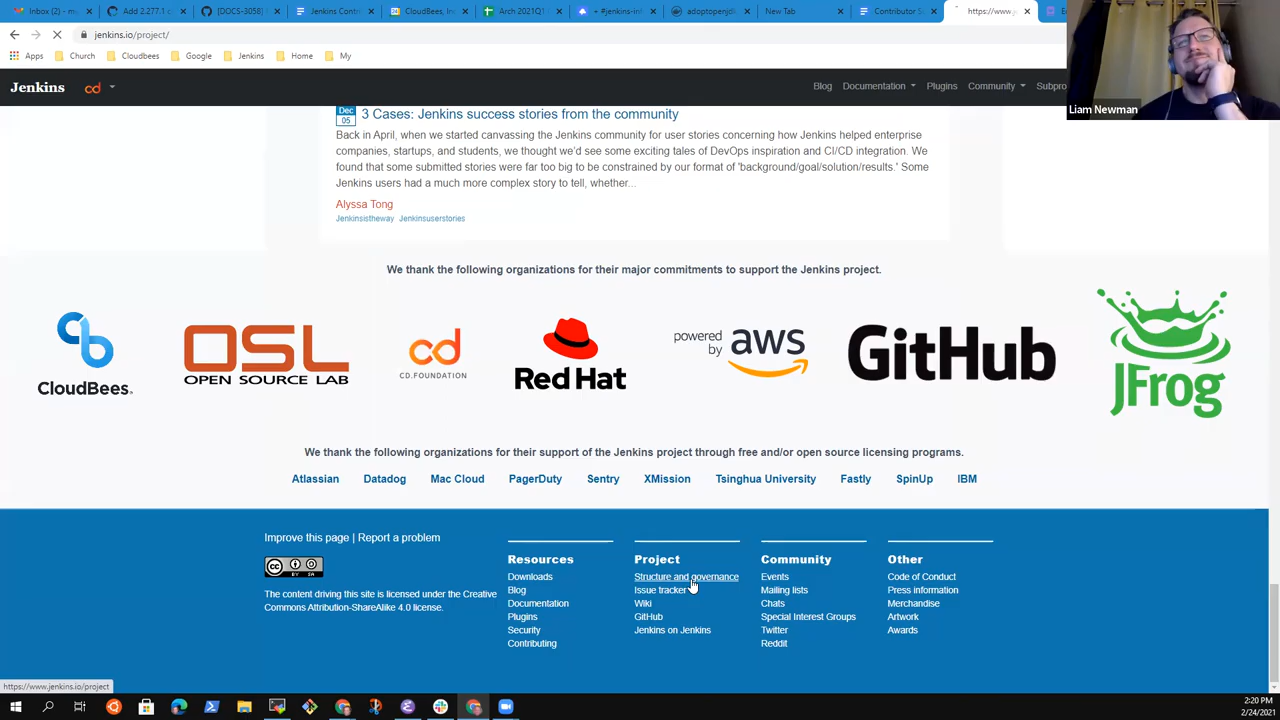 Inbox (2) - m
Add 2.277.1 c
[DOCS-3058] 
Jenkins Contri
CloudBees, In
Arch 2021Q1
+ #jenkins-inf
adoptopenjdk
New Tab
Contributor S
https://www.j
jenkins.io/project/
Apps
Church
Cloudbees
Google
Jenkins
Home
My
Jenkins
cd
Blog
Documentation
Plugins
Community
Subpro
Liam Newman
Dec
05
3 Cases: Jenkins success stories from the community
Back in April, when we started canvassing the Jenkins community for user stories concerning how Jenkins helped enterprise
companies, startups, and students, we thought we'd see some exciting tales of DevOps inspiration and CI/CD integration. We
found that some submitted stories were far too big to be constrained by our format of 'background/goal/solution/results.' Some
Jenkins users had a much more complex story to tell, whether...
Alyssa Tong
Jenkinsistheway Jenkinsuserstories
We thank the following organizations for their major commitments to support the Jenkins project.
CloudBees.
OSL
OPEN SOURCE LAB
cd
CD.FOUNDATION
Red Hat
powered
by
aws
GitHub
JFrog
We thank the following organizations for their support of the Jenkins project through free and/or open source licensing programs.
Atlassian Datadog Mac Cloud PagerDuty Sentry XMission Tsinghua University Fastly SpinUp IBM
Improve this page | Report a problem
cc
BY SA
The content driving this site is licensed under the Creative
Commons Attribution-ShareAlike 4.0 license.
Resources
Downloads
Blog
Documentation
Plugins
Security
Contributing
Project
Structure and governance
Issue tracker
Wiki
GitHub
Jenkins on Jenkins
Community
Events
Mailing lists
Chats
Special Interest Groups
Twitter
Reddit
Other
Code of Conduct
Press information
Merchandise
Artwork
Awards
https://www.jenkins.io/project
2:20 PM
2/24/2021